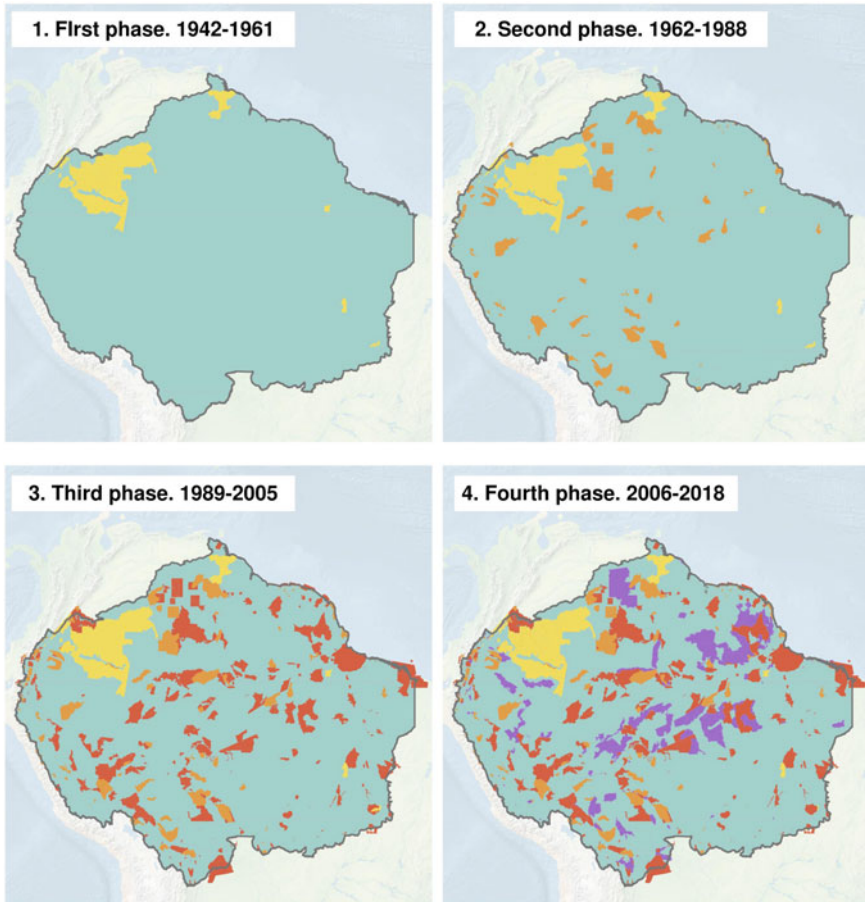 1. FIrst phase. 1942-1961
2. Second phase. 1962-1988
3. Third phase. 1989-2005
4. Fourth phase. 2006-2018